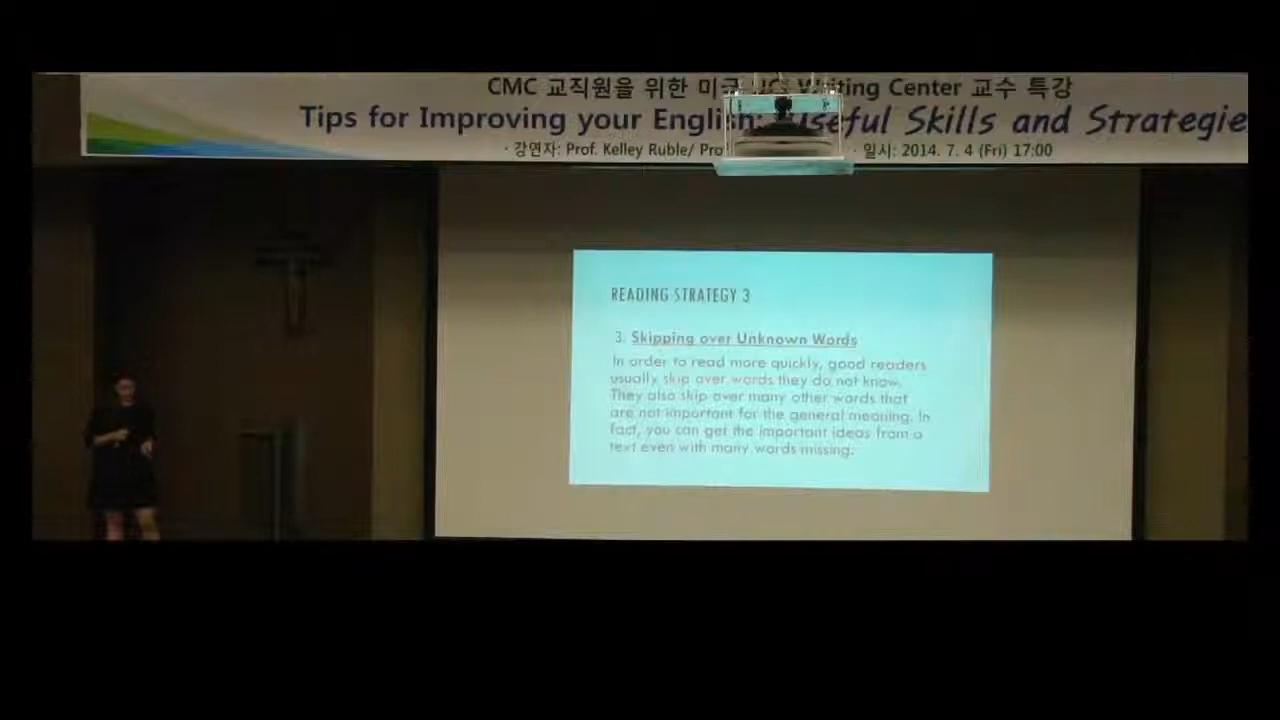 CMC 교직원을 위한 미국 UCI Writing Center 교수 특강
Tips for Improving your English: Useful Skills and Strategie
· 강연자: Prof. Kelley Ruble/ Pro
· 일시: 2014. 7. 4 (Fri) 17:00
READING STRATEGY 3
3. Skipping over Unknown Words
In order to read more quickly, good readers
usually skip over words they do not know.
They also skip over many other words that
are not important for the general meaning. In
fact, you can get the important ideas from a
text even with many words missing.